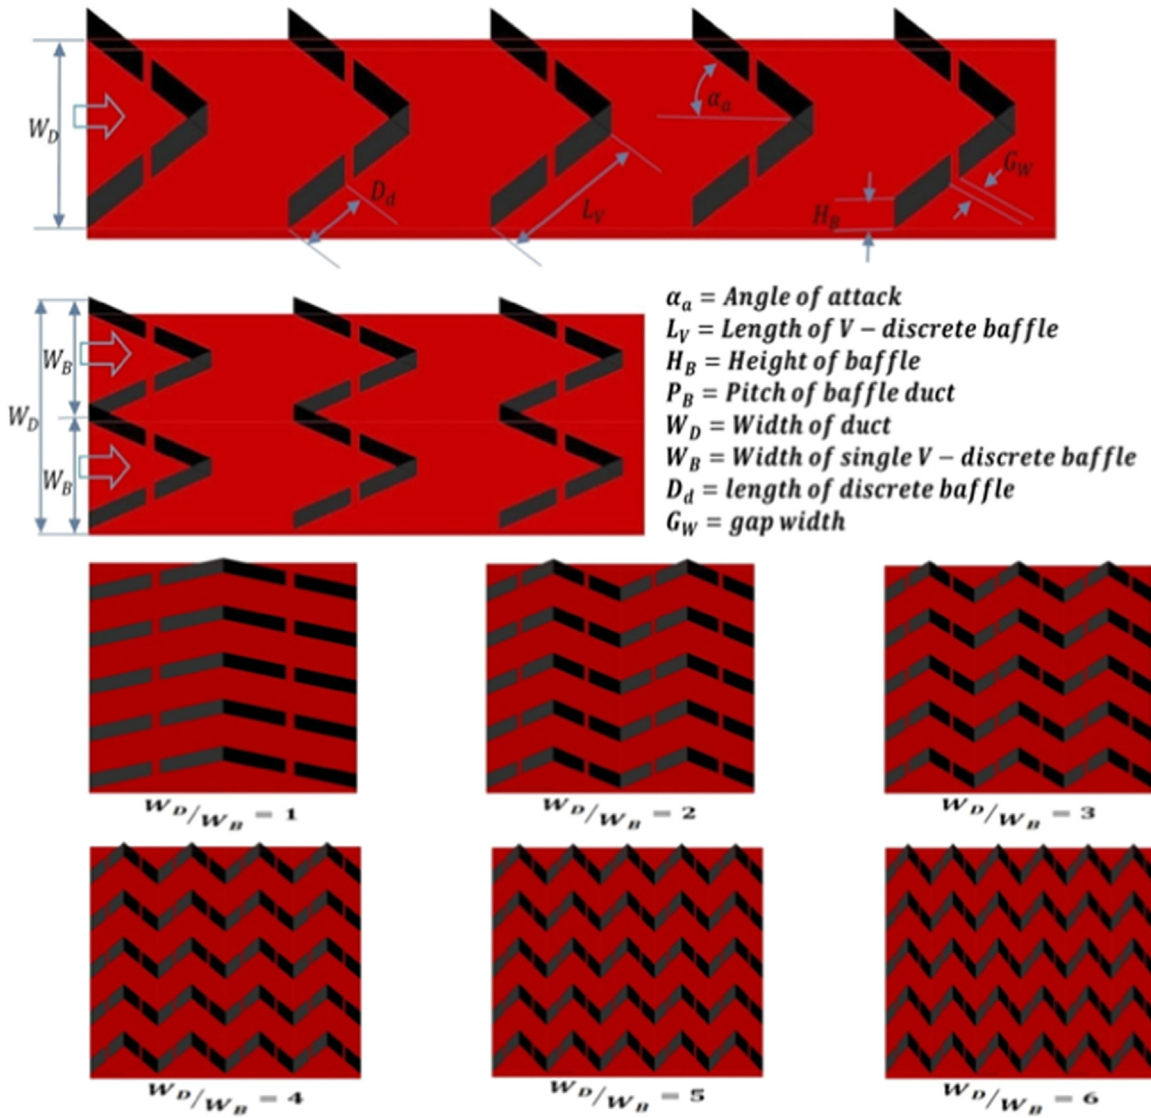 W_D
α_a
D_d
L_V
H_B
G_W
W_B
W_D
W_B
α_a = Angle of attack
L_V = Length of V − discrete baffle
H_B = Height of baffle
P_B = Pitch of baffle duct
W_D = Width of duct
W_B = Width of single V − discrete baffle
D_d = length of discrete baffle
G_W = gap width
W_D/W_B = 1
W_D/W_B = 2
W_D/W_B = 3
W_D/W_B = 4
W_D/W_B = 5
W_D/W_B = 6